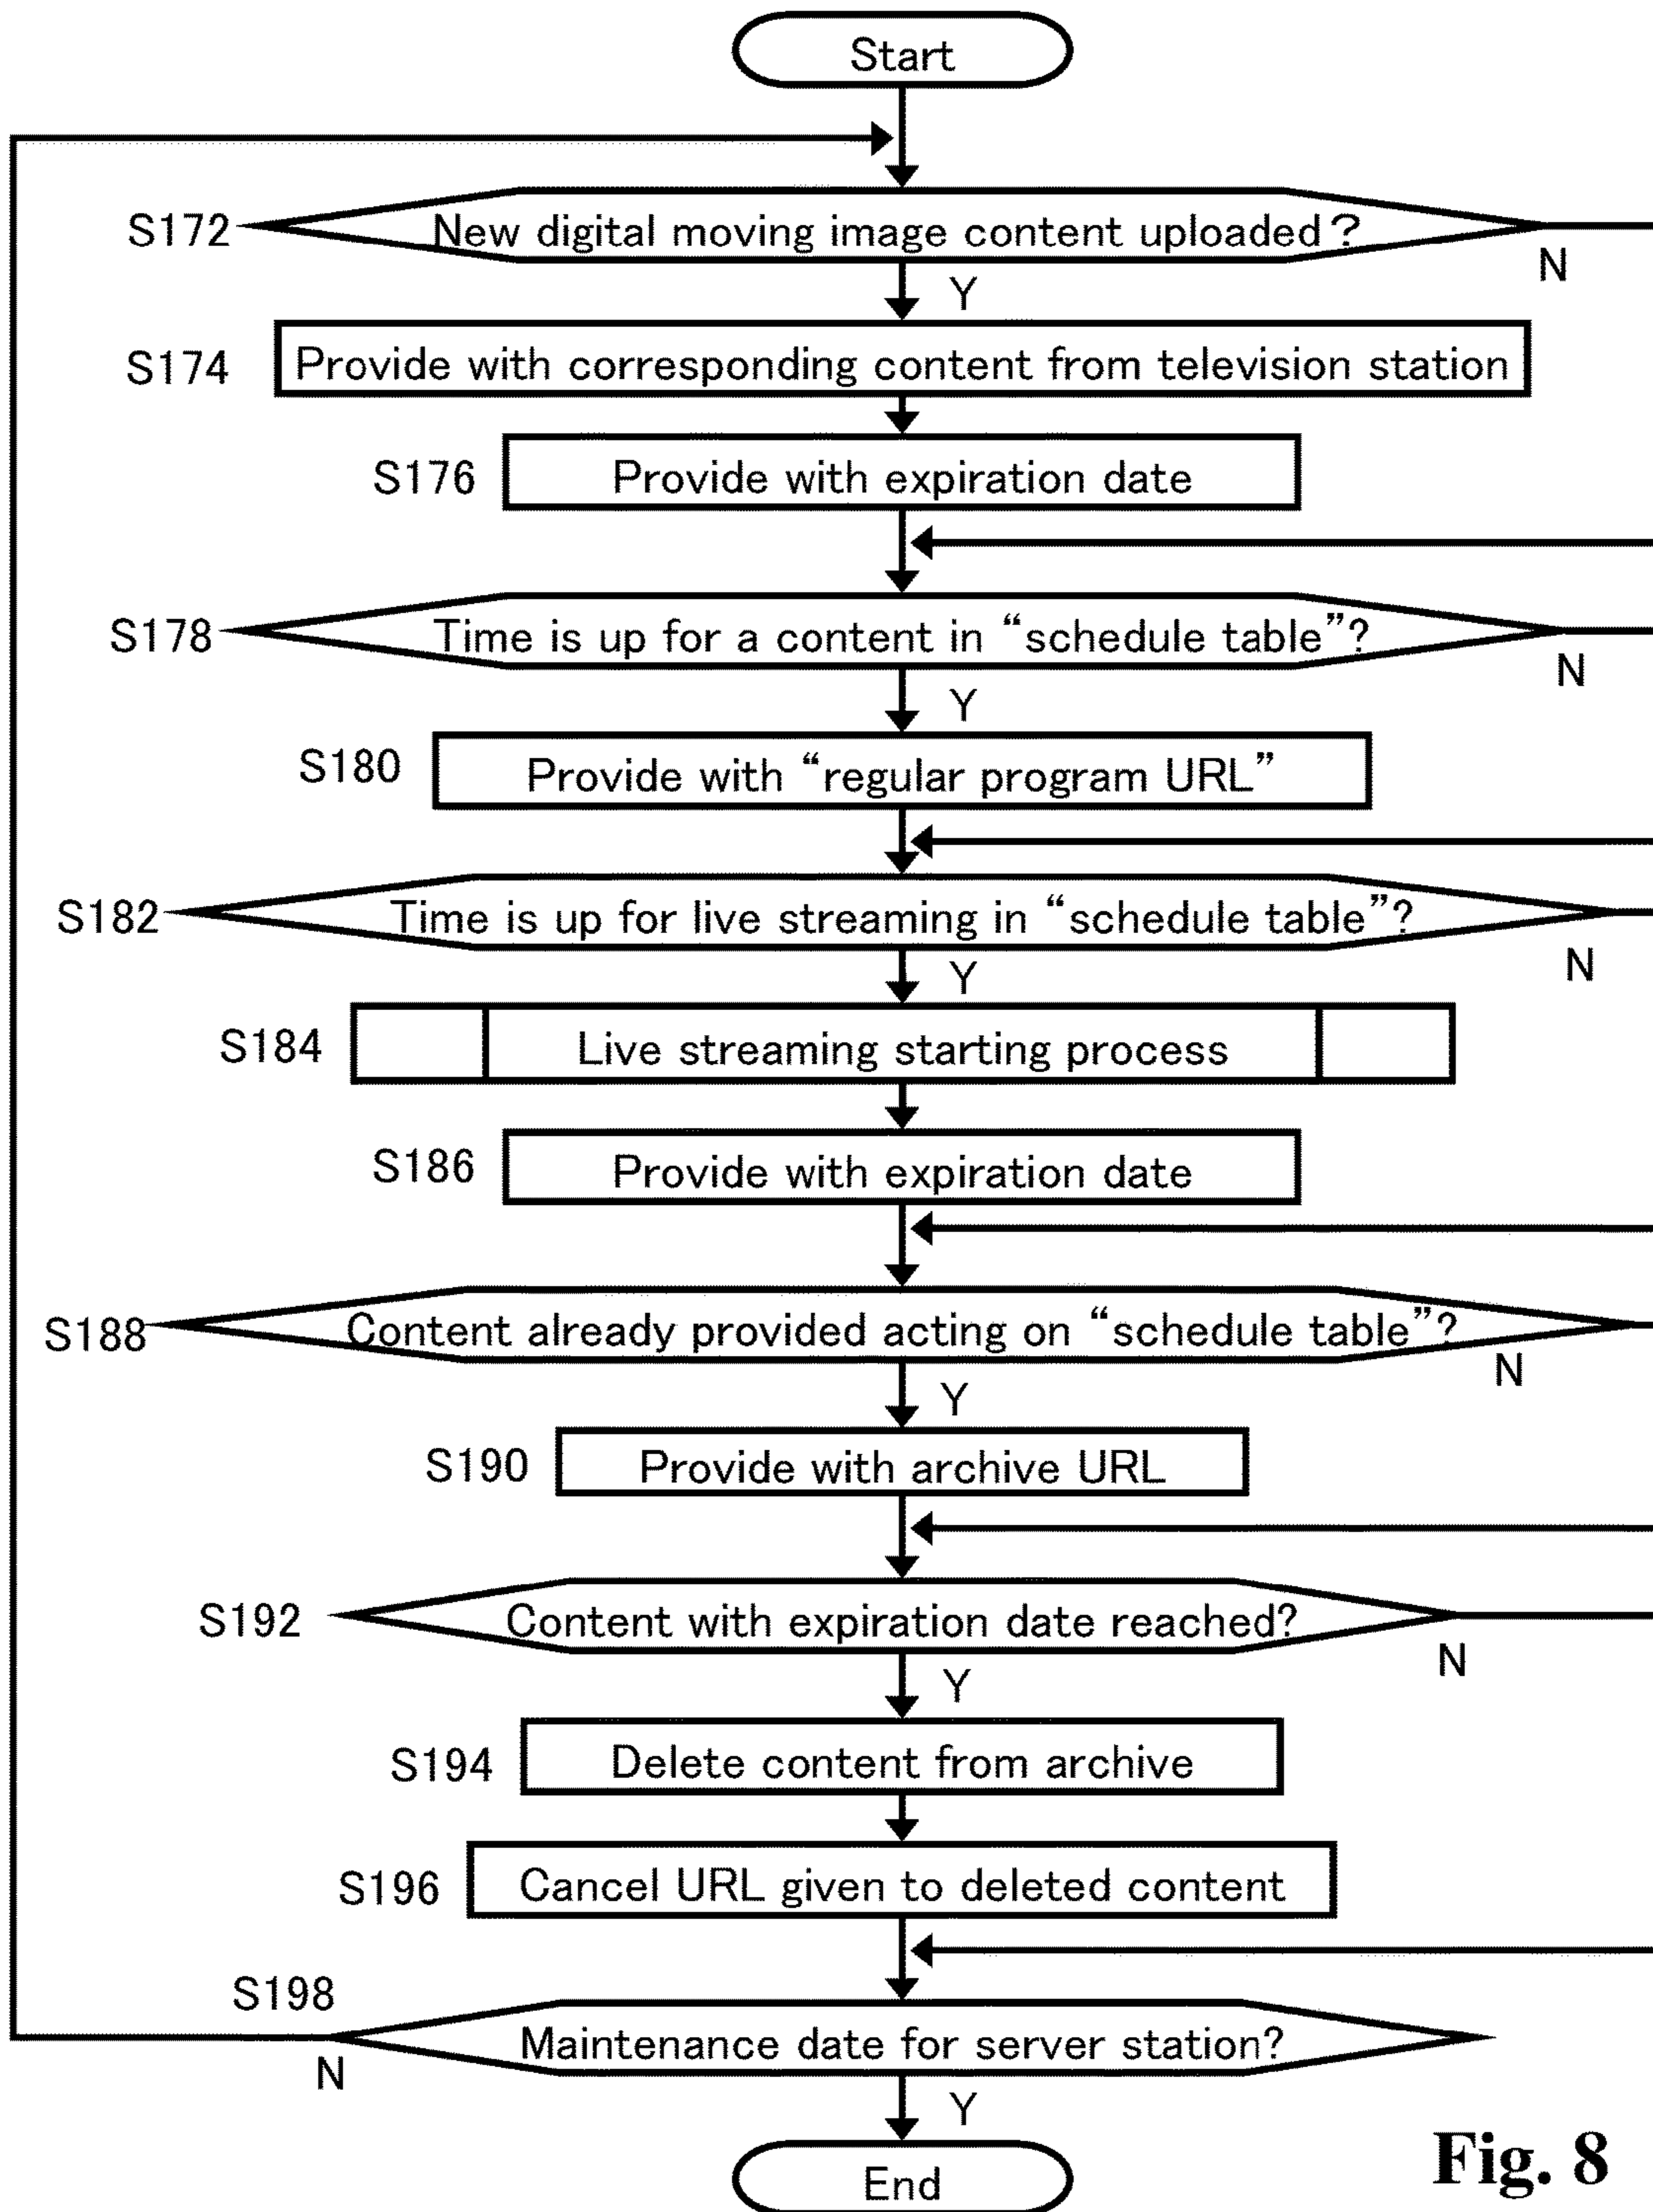 Start
S172
New digital moving image content uploaded?
N
Y
S174
Provide with corresponding content from television station
S176
Provide with expiration date
S178
Time is up for a content in “schedule table”?
N
Y
S180
Provide with “regular program URL”
S182
Time is up for live streaming in “schedule table”?
N
Y
S184
Live streaming starting process
S186
Provide with expiration date
S188
Content already provided acting on “schedule table”?
N
Y
S190
Provide with archive URL
S192
Content with expiration date reached?
N
Y
S194
Delete content from archive
S196
Cancel URL given to deleted content
S198
Maintenance date for server station?
N
Y
End
Fig. 8